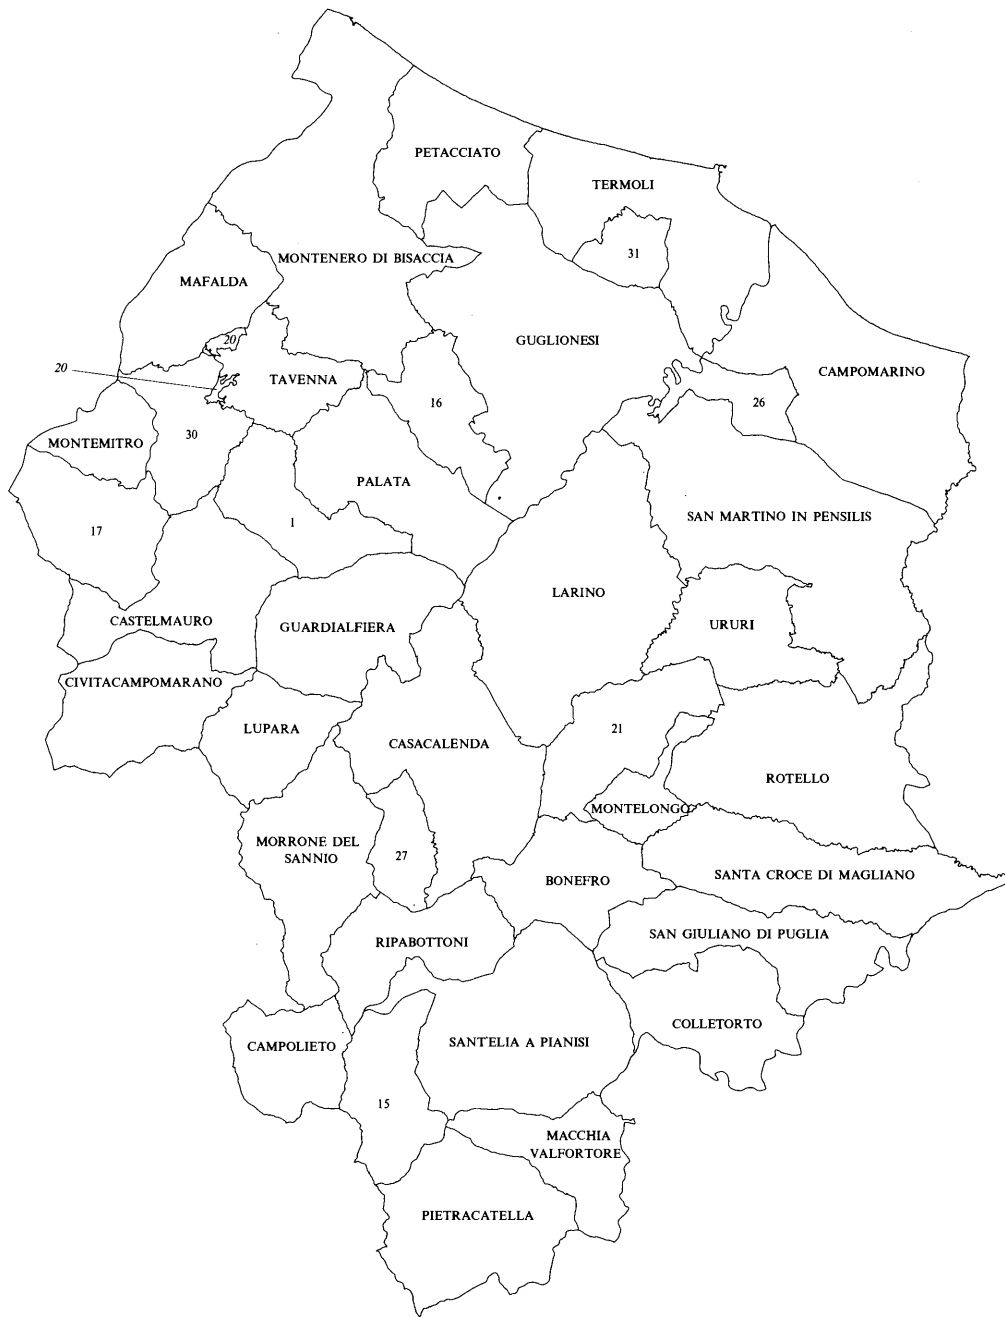 PETACCIATO
TERMOLI
31
MONTENERO DI BISACCIA
MAFALDA
20
GUGLIONESI
20
TAVENNA
CAMPOMARINO
16
26
MONTEMITRO
30
PALATA
SAN MARTINO IN PENSILIS
17
1
LARINO
CASTELMAURO
GUARDIALFIERA
URURI
CIVITACAMPOMARANO
LUPARA
21
CASACALENDA
ROTELLO
MONTELONGO
MORRONE DEL
SANNIO
27
BONEFRO
SANTA CROCE DI MAGLIANO
RIPABOTTONI
SAN GIULIANO DI PUGLIA
COLLETORTO
CAMPOLIETO
SANT'ELIA A PIANISI
15
MACCHIA
VALFORTORE
PIETRACATELLA